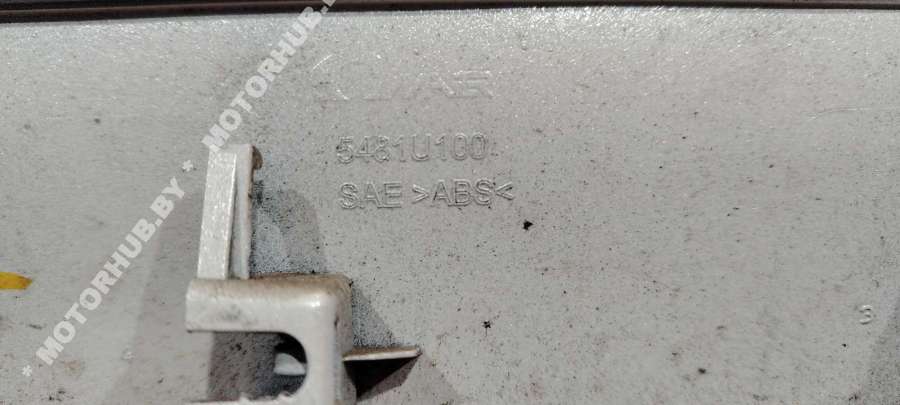 5481U100
SAE >ABS<
3
* MOTORHUB.BY * MOTORHUB.BY